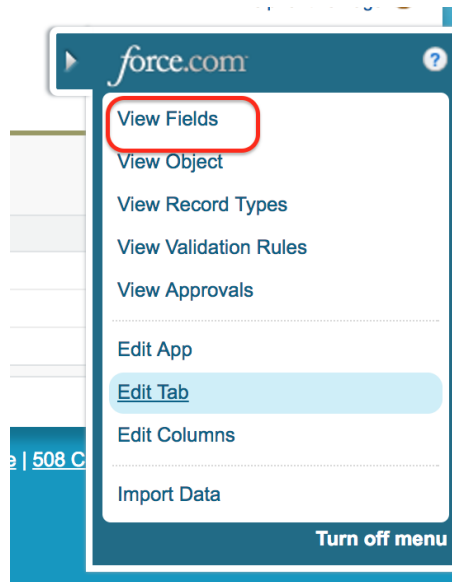 force.com
?
View Fields
View Object
View Record Types
View Validation Rules
View Approvals
Edit App
Edit Tab
Edit Columns
| 508 C
Import Data
Turn off menu